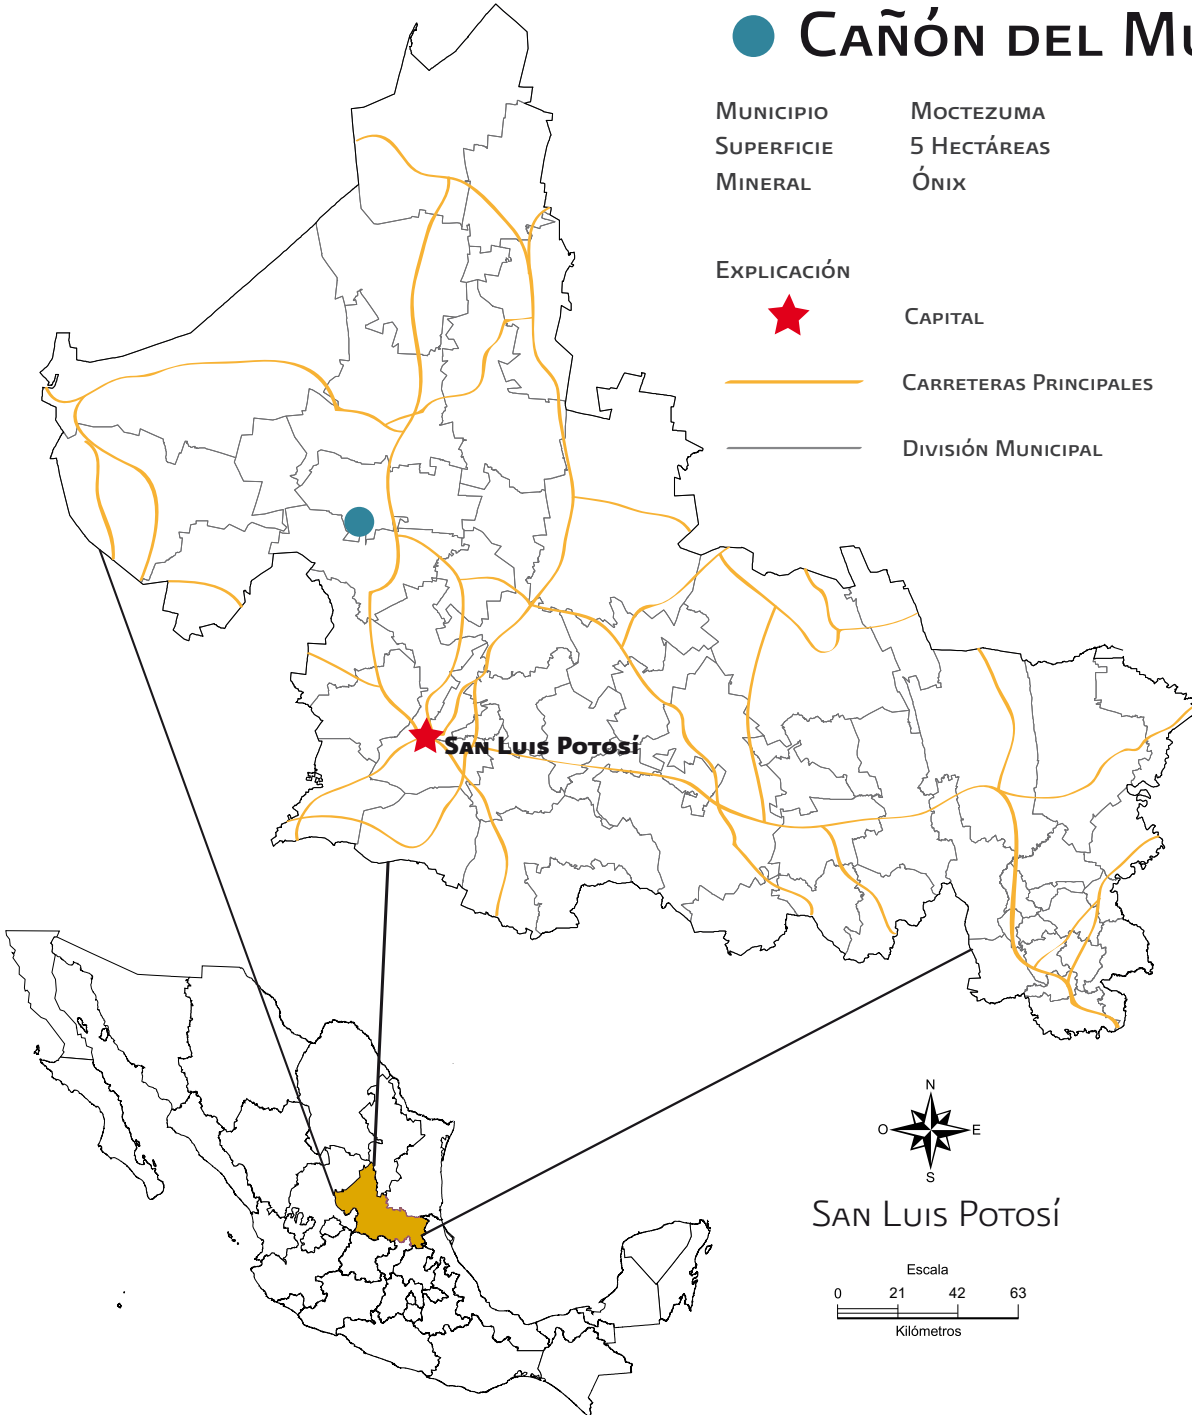 Cañón del
Municipio Moctezuma
Superficie 5 Hectáreas
Mineral Ónix
Explicación
Capital
Carreteras Principales
División Municipal
San Luis Potosí
N
O E
S
San Luis Potosí
Escala
0 21 42 63
Kilómetros